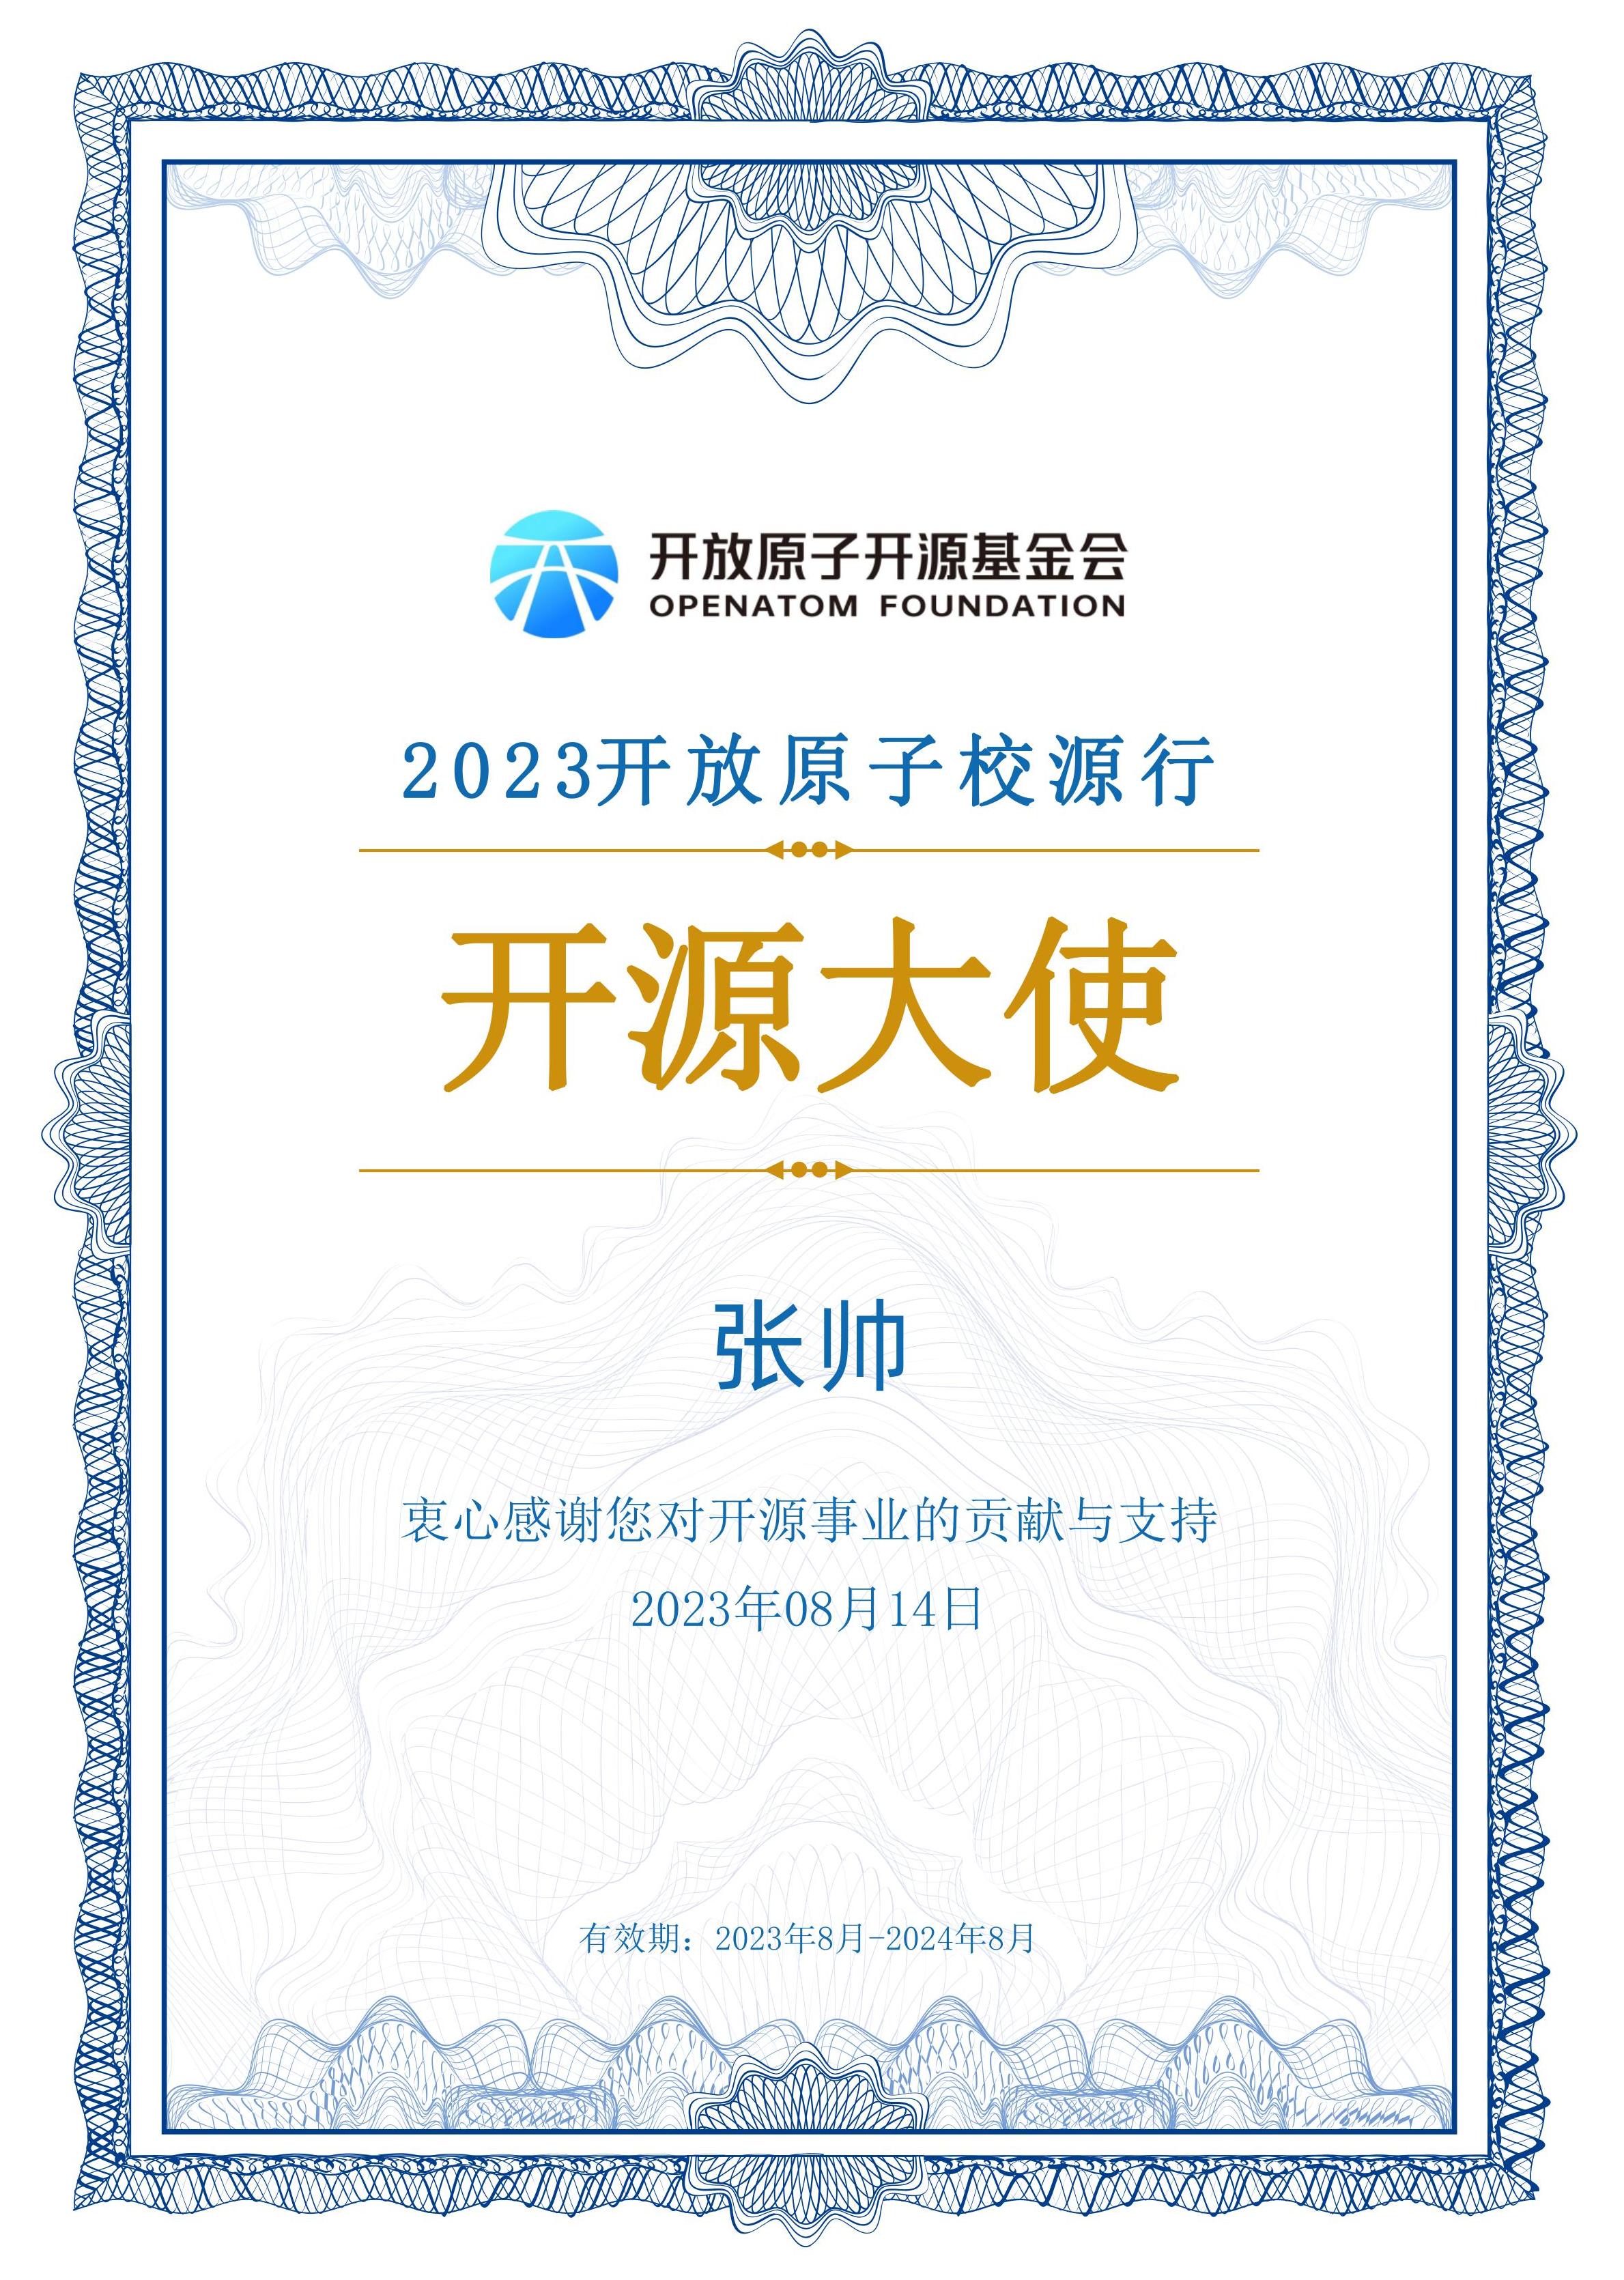 开放原子开源基金会
OPENATOM FOUNDATION
2023开放原子校源行
开源大使
张帅
衷心感谢您对开源事业的贡献与支持
2023年08月14日
有效期：2023年8月-2024年8月